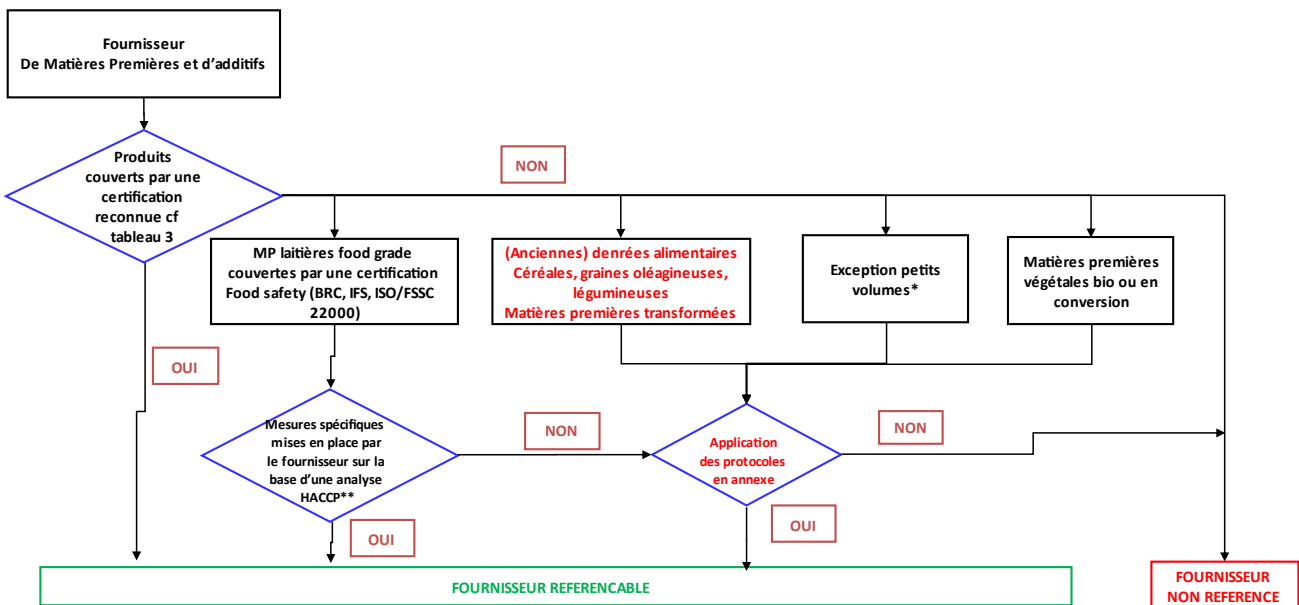 Fournisseur
De Matières Premières et d'additifs
Produits
couverts par une
certification
reconnue cf
tableau 3
NON
MP laitières food grade
couvertes par une certification
Food safety (BRC, IFS, ISO/FSSC
22000)
(Anciennes) denrées alimentaires
Céréales, graines oléagineuses,
légumineuses
Matières premières transformées
Exception petits
volumes*
Matières premières
végétales bio ou en
conversion
OUI
Mesures spécifiques
mises en place par
le fournisseur sur la
base d'une analyse
HACCP**
NON
Application
des protocoles
en annexe
NON
OUI
OUI
FOURNISSEUR REFERENCABLE
FOURNISSEUR
NON REFERENCE